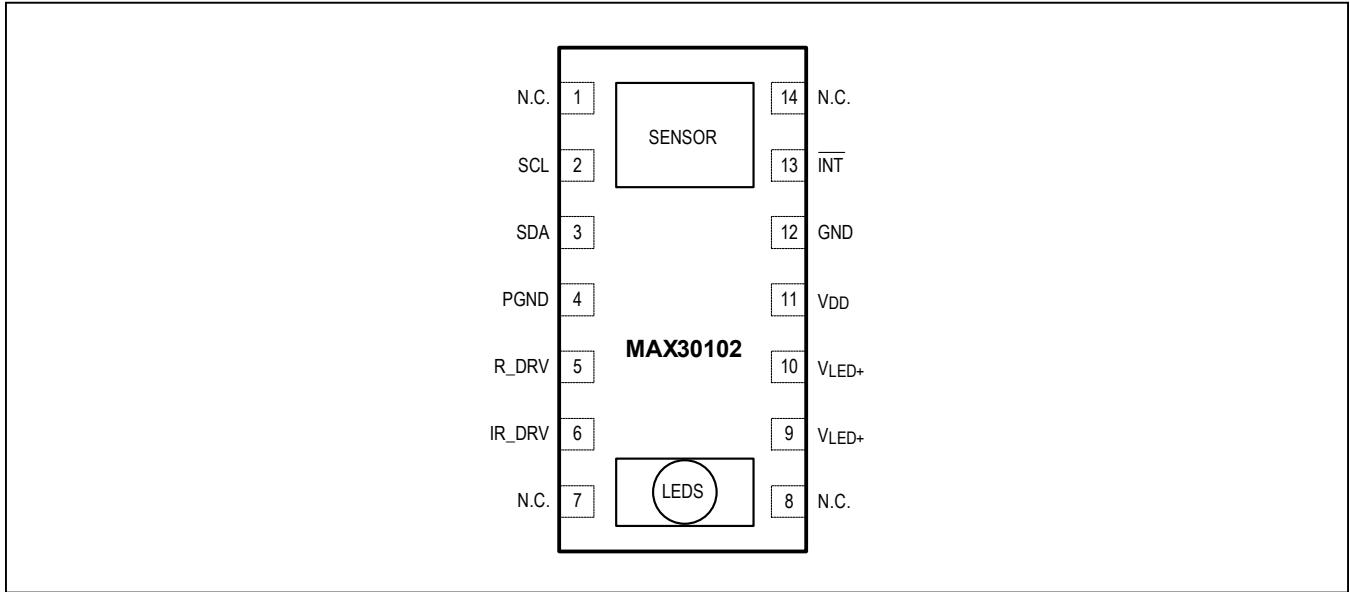 N.C. 1 14 N.C.
SENSOR
SCL 2 13 I̅N̅T̅
SDA 3 12 GND
PGND 4 11 VDD
MAX30102
R_DRV 5 10 VLED+
IR_DRV 6 9 VLED+
N.C. 7 LEDS 8 N.C.